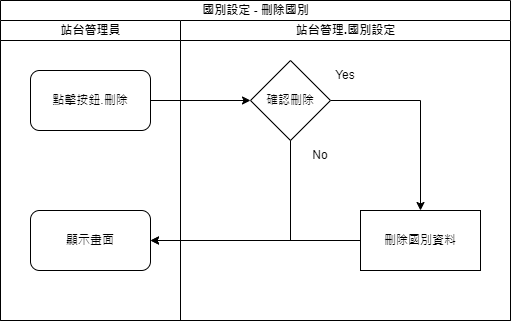 國別設定 - 刪除國別
站台管理員
站台管理.國別設定
點擊按鈕.刪除
確認刪除
Yes
No
顯示畫面
刪除國別資料